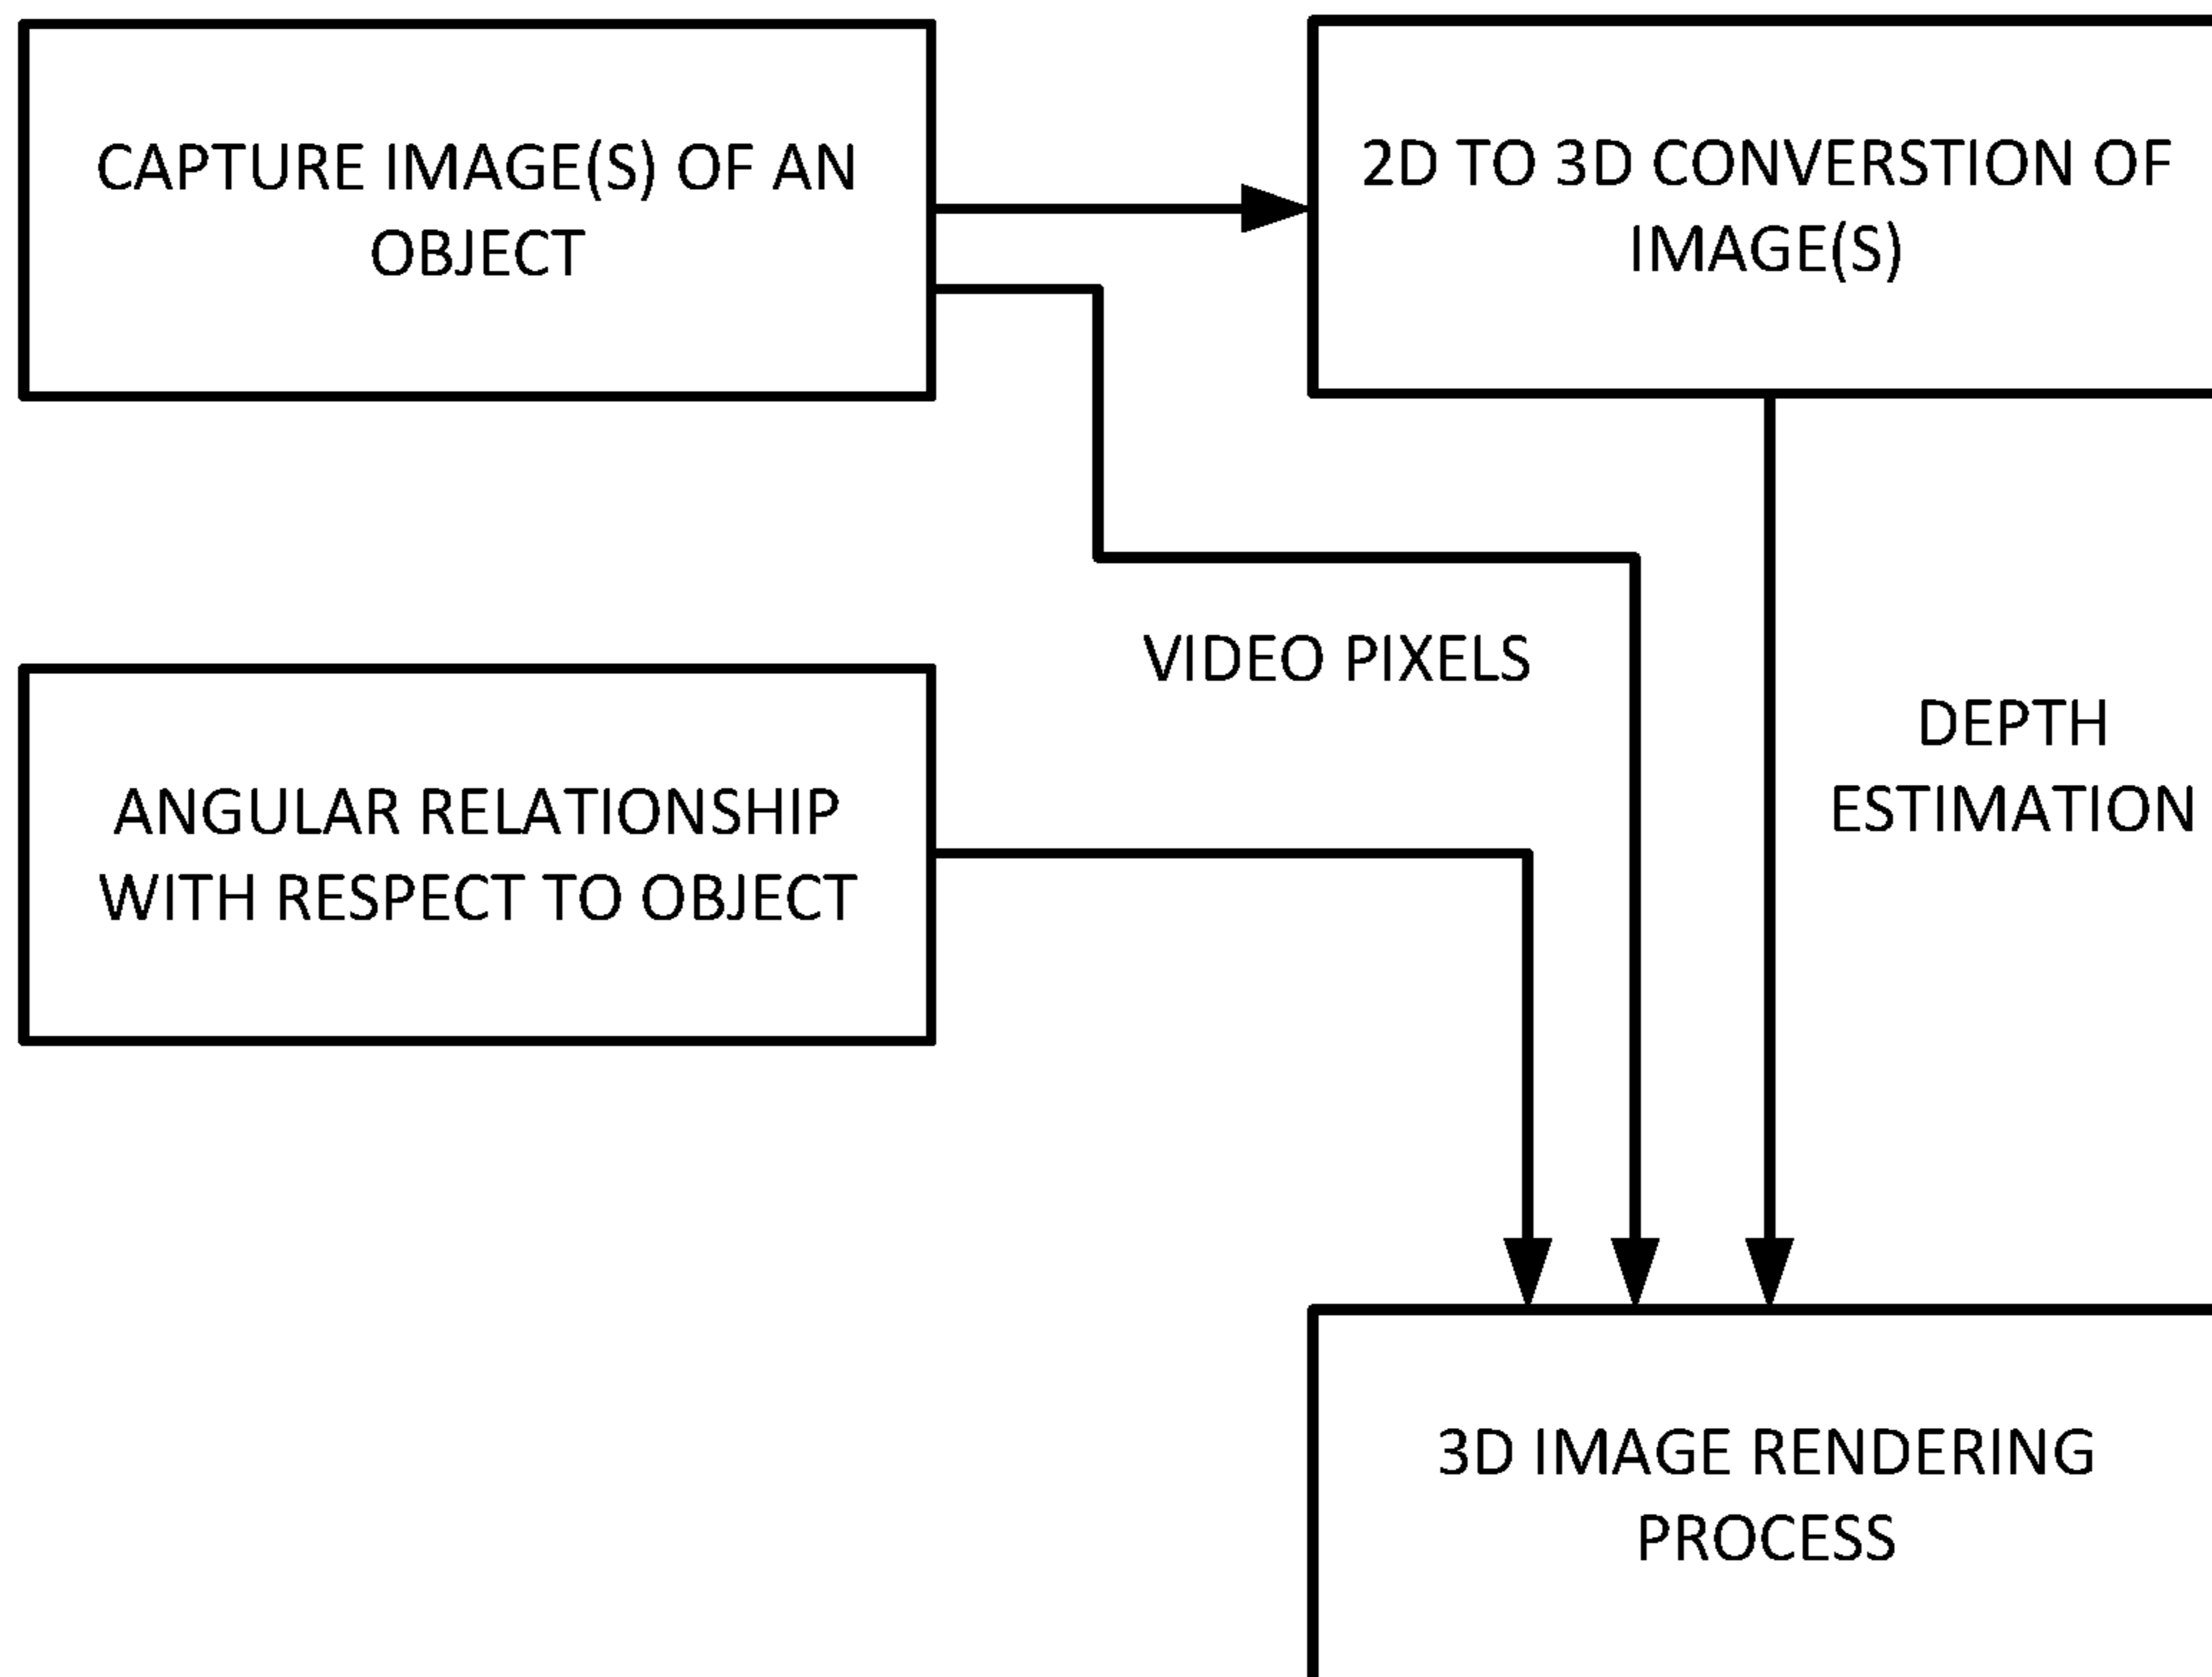 CAPTURE IMAGE(S) OF AN
OBJECT
2D TO 3D CONVERSTION OF
IMAGE(S)
VIDEO PIXELS
DEPTH
ESTIMATION
ANGULAR RELATIONSHIP
WITH RESPECT TO OBJECT
3D IMAGE RENDERING
PROCESS